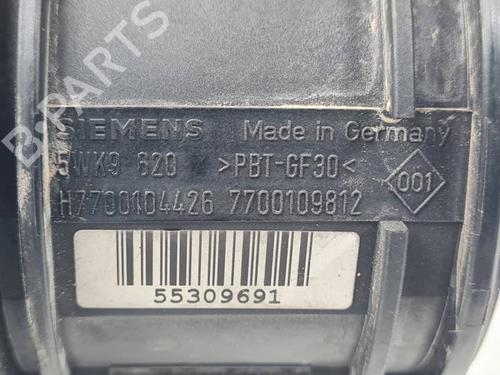 B-PARTS
SIEMENS Made in Germany
5WK9 620 >PBT-GF30<
001
H7700104426 7700109812
55309691